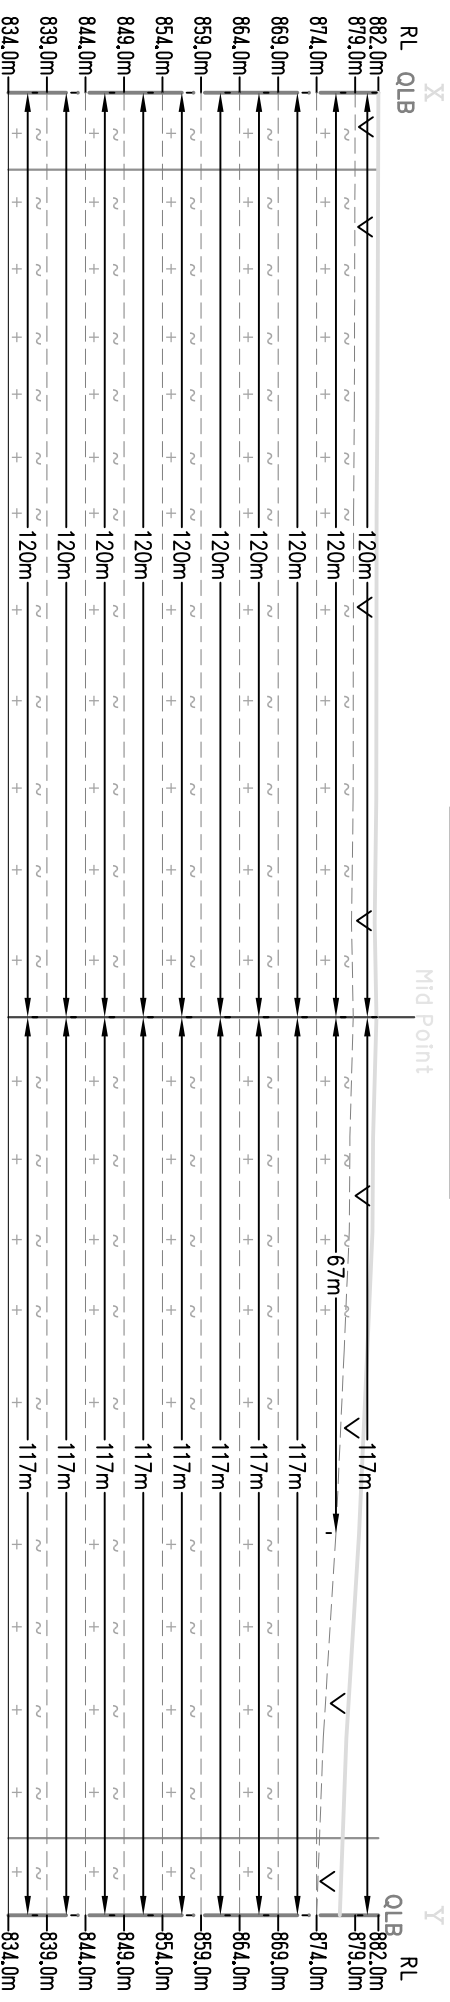 X Mid Point Y
RL QLB QLB RL
882.0m 882.0m
120m 117m
879.0m 879.0m
120m 67m
874.0m 874.0m
120m 117m
869.0m 869.0m
120m 117m
864.0m 864.0m
120m 117m
859.0m 859.0m
120m 117m
854.0m 854.0m
120m 117m
849.0m 849.0m
120m 117m
844.0m 844.0m
120m 117m
839.0m 839.0m
120m 117m
834.0m 834.0m